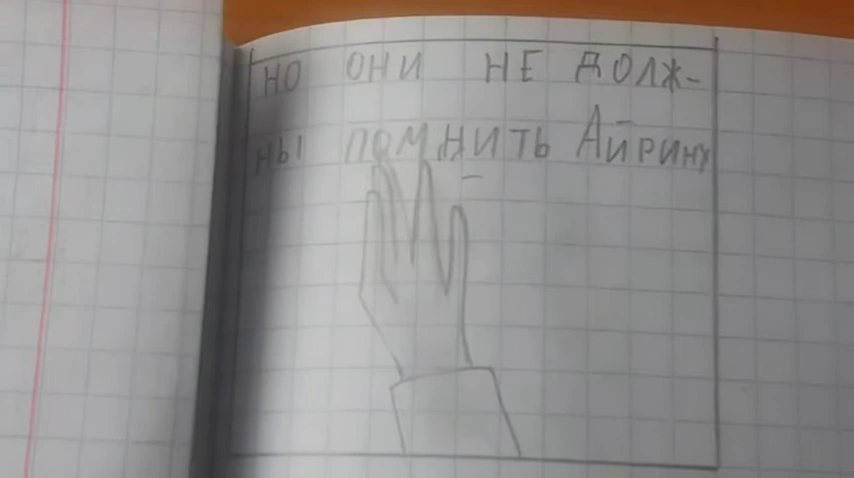 НО ОНИ НЕ ДОЛЖ-
НЫ ПОМНИТЬ АЙРИНУ